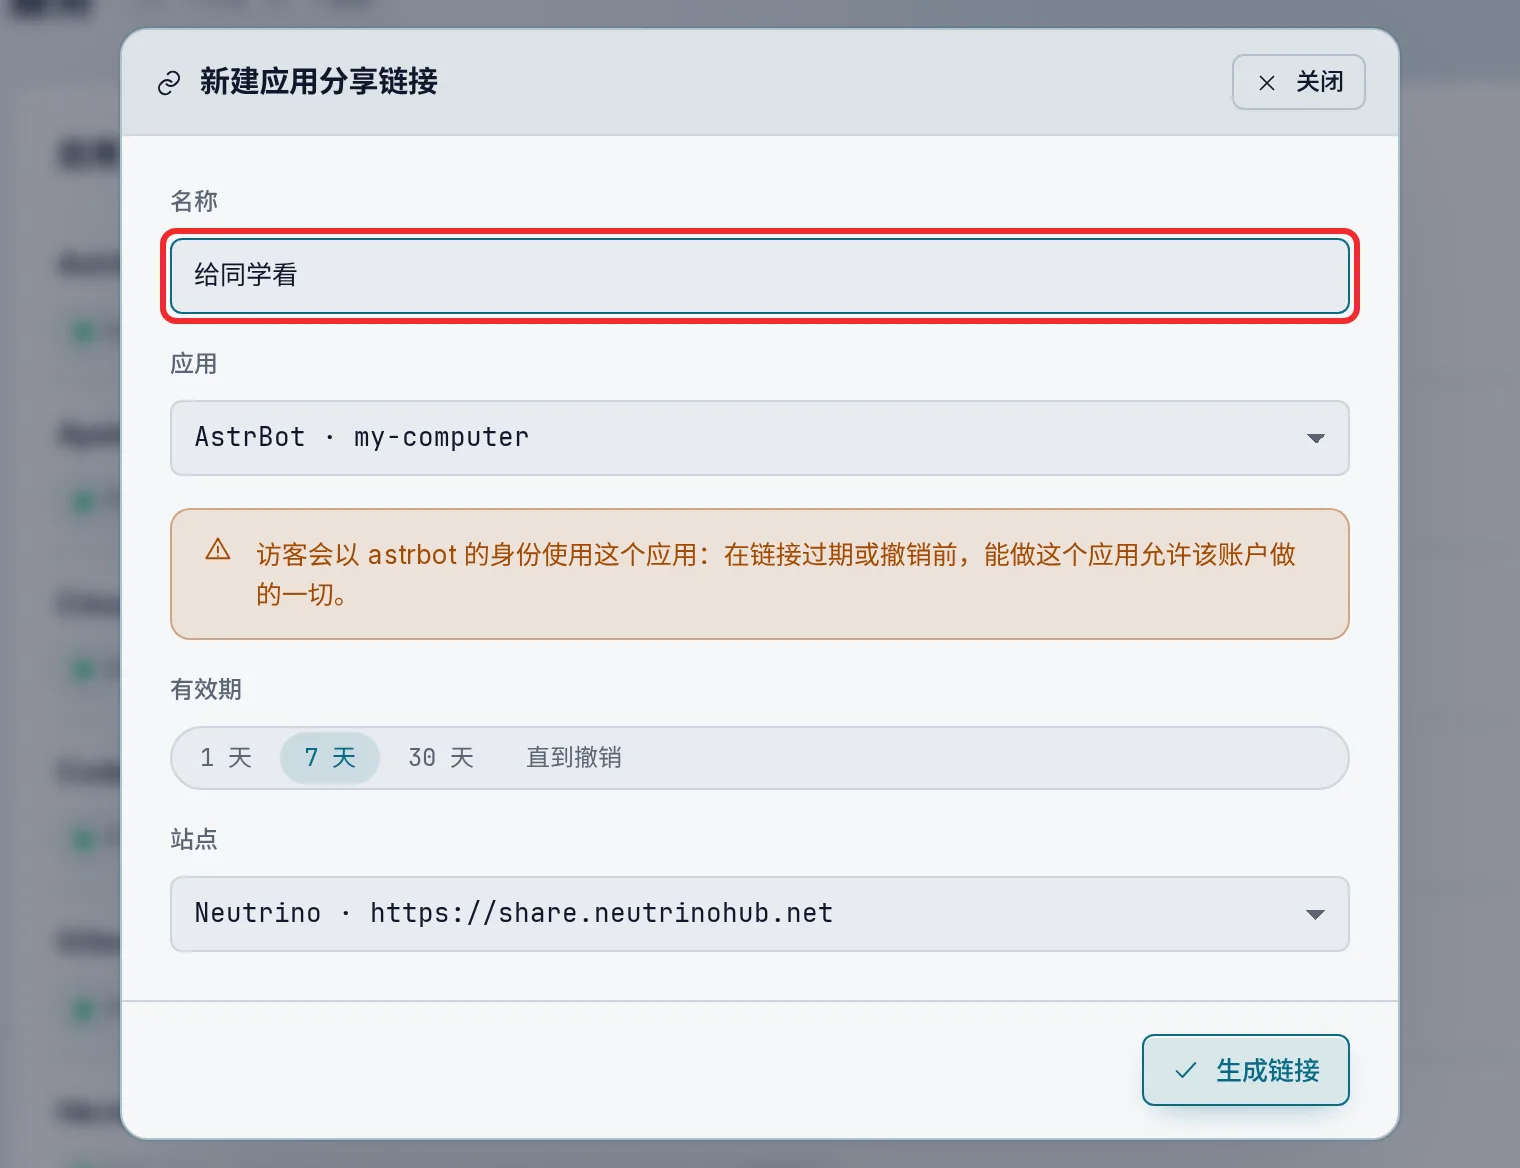 新建应用分享链接
关闭
名称
给同学看
应用
AstrBot · my-computer
访客会以 astrbot 的身份使用这个应用：在链接过期或撤销前，能做这个应用允许该账户做
的一切。
有效期
1 天 7 天 30 天 直到撤销
站点
Neutrino · https://share.neutrinohub.net
生成链接